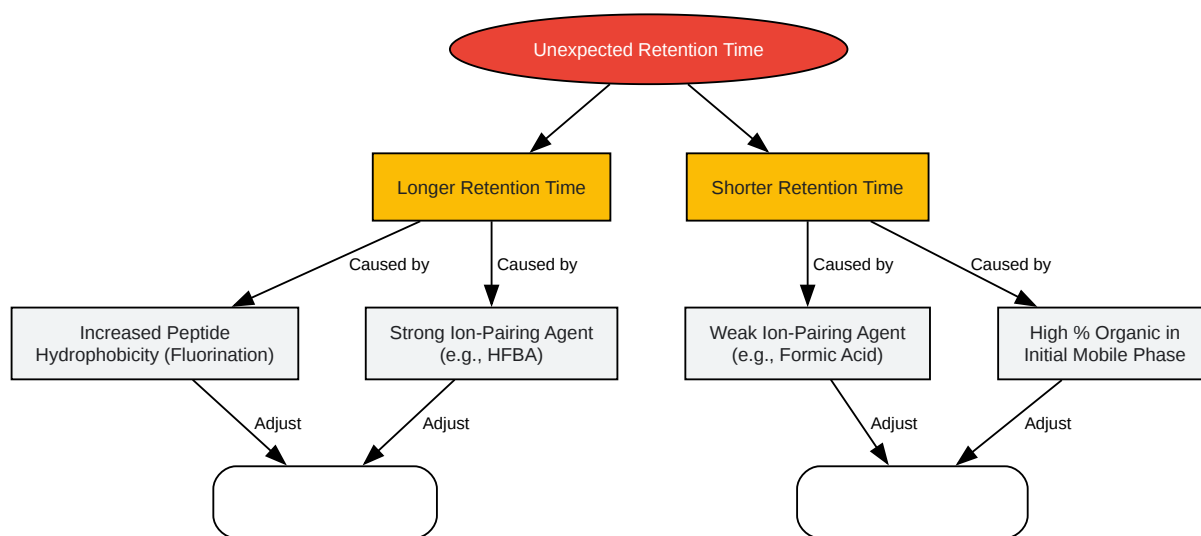 Unexpected Retention Time
Longer Retention Time
Shorter Retention Time
Caused by
Caused by
Caused by
Caused by
Increased Peptide
Hydrophobicity (Fluorination)
Strong Ion-Pairing Agent
(e.g., HFBA)
Weak Ion-Pairing Agent
(e.g., Formic Acid)
High % Organic in
Initial Mobile Phase
Adjust
Adjust
Adjust
Adjust